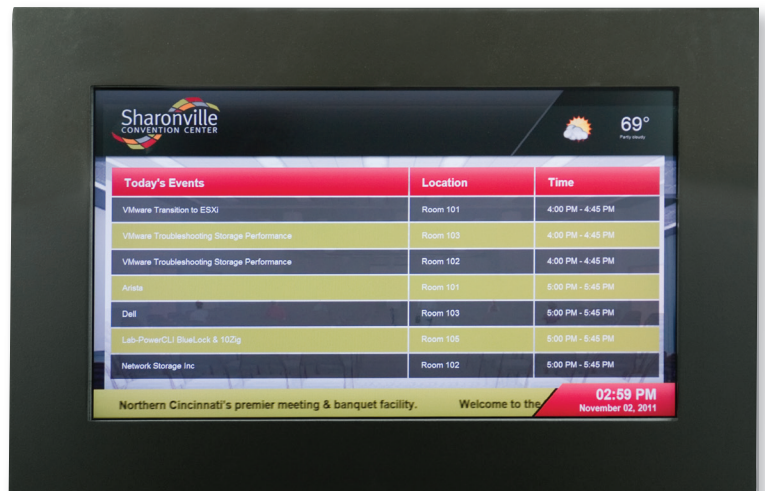 Sharonville
CONVENTION CENTER
69°
Partly cloudy
Today's Events Location Time
VMware Transition to ESXi Room 101 4:00 PM - 4:45 PM
VMware Troubleshooting Storage Performance Room 103 4:00 PM - 4:45 PM
VMware Troubleshooting Storage Performance Room 102 4:00 PM - 4:45 PM
Arista Room 101 5:00 PM - 5:45 PM
Dell Room 103 5:00 PM - 5:45 PM
Lab-PowerCLI BlueLock & 10Zig Room 105 5:00 PM - 5:45 PM
Network Storage Inc Room 102 5:00 PM - 5:45 PM
Northern Cincinnati's premier meeting & banquet facility. Welcome to the
02:59 PM
November 02, 2011